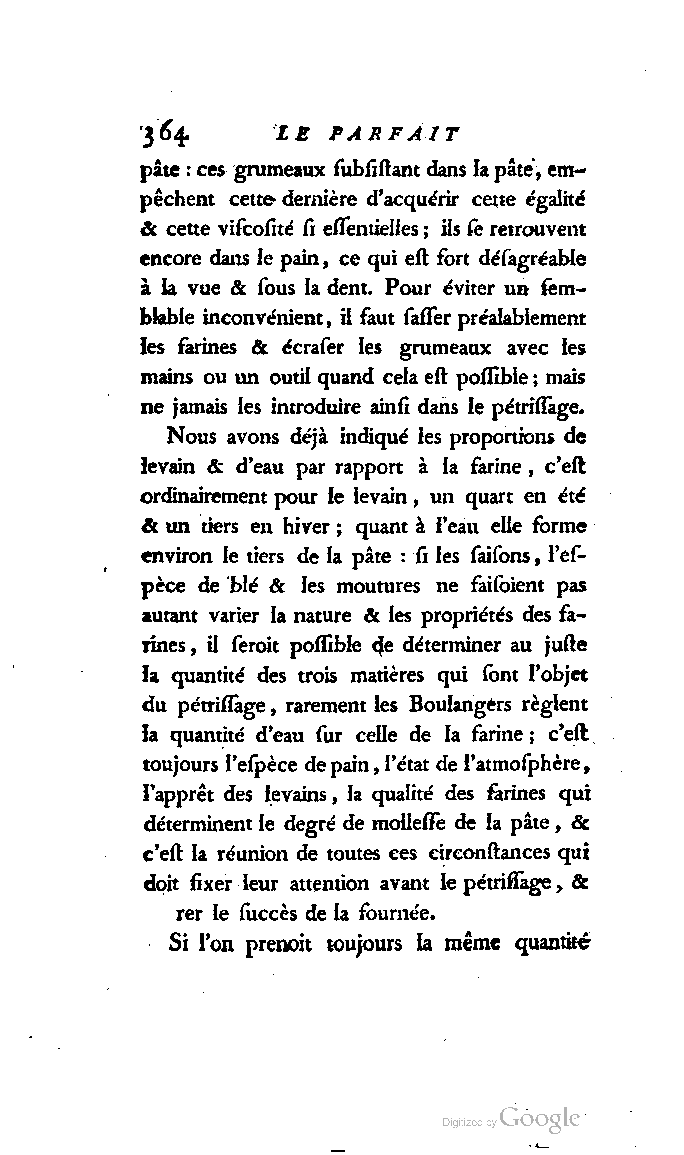 364 LE PARFAIT
pâte : ces grumeaux ſubſiſtant dans la pâte, em-
pêchent cette dernière d'acquérir cette égalité
& cette viſcoſité ſi eſſentielles ; ils ſe retrouvent
encore dans le pain, ce qui eſt fort déſagréable
à la vue & ſous la dent. Pour éviter un ſem-
blable inconvénient, il faut ſaſſer préalablement
les farines & écraſer les grumeaux avec les
mains ou un outil quand cela eſt poſſible ; mais
ne jamais les introduire ainſi dans le pétriſſage.
Nous avons déjà indiqué les proportions de
levain & d'eau par rapport à la farine, c'eſt
ordinairement pour le levain, un quart en été
& un tiers en hiver ; quant à l'eau elle forme
environ le tiers de la pâte : ſi les ſaiſons, l'eſ-
pèce de blé & les moutures ne faiſoient pas
autant varier la nature & les propriétés des fa-
rines, il ſeroit poſſible de déterminer au juſte
la quantité des trois matières qui ſont l'objet
du pétriſſage, rarement les Boulangers règlent
la quantité d'eau ſur celle de la farine ; c'eſt
toujours l'eſpèce de pain, l'état de l'atmoſphère,
l'apprêt des levains, la qualité des farines qui
déterminent le degré de molleſſe de la pâte, &
c'eſt la réunion de toutes ces circonſtances qui
doit fixer leur attention avant le pétriſſage, &
rer le ſuccès de la fournée.
Si l'on prenoit toujours la même quantité
Digitized by Google